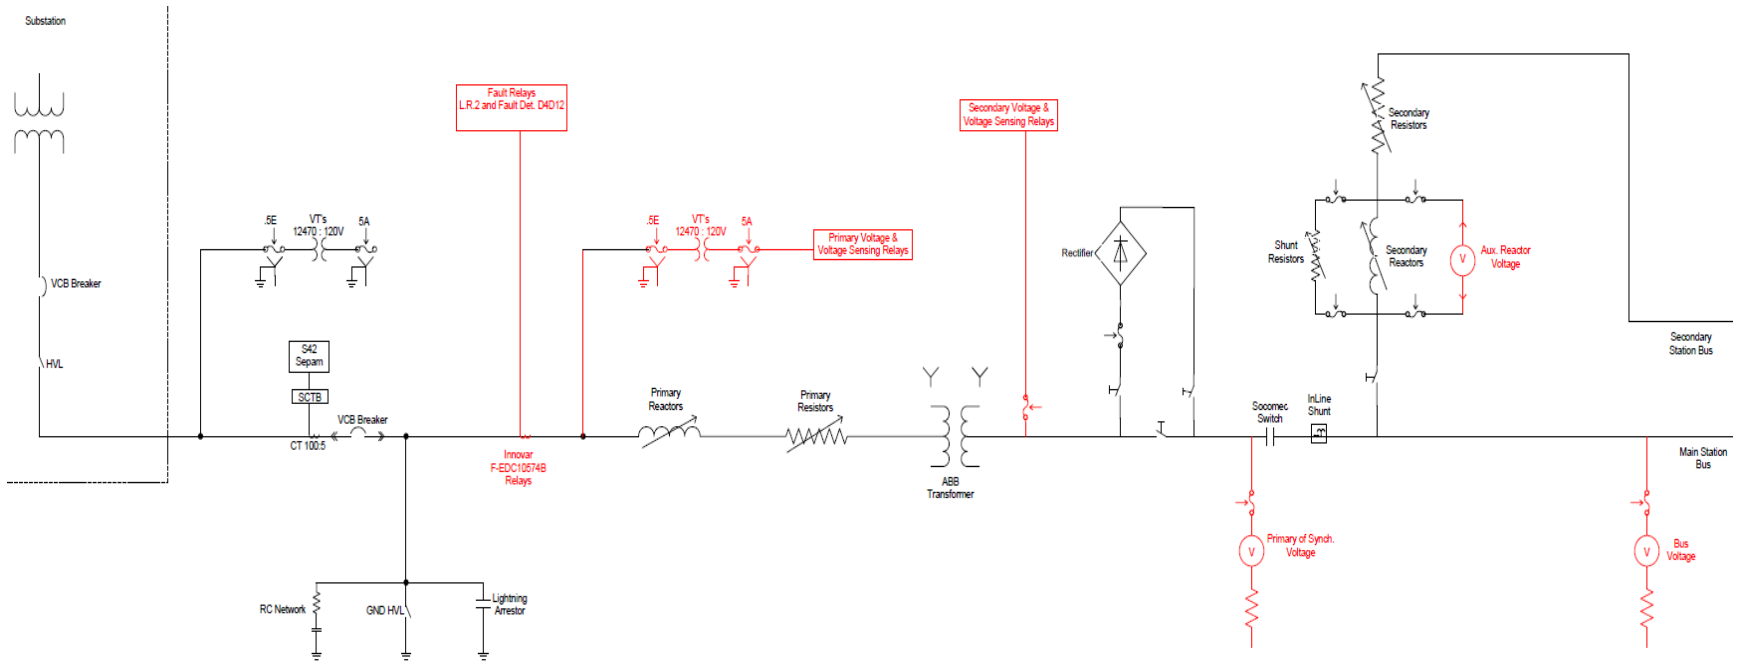 Substation
VCB Breaker
HVL
.5E
VT's
12470 : 120V
5A
S42
Sepam
SCTB
CT 100:5
VCB Breaker
RC Network
GND HVL
Lightning
Arrestor
Fault Relays
L.R.2 and Fault Det. D4D12
Innovar
F-EDC10574B
Relays
.5E
VT's
12470 : 120V
5A
Primary Voltage &
Voltage Sensing Relays
Primary
Reactors
Primary
Resistors
ABB
Transformer
Secondary Voltage &
Voltage Sensing Relays
Rectifier
Socomec
Switch
InLine
Shunt
V
Primary of Synch.
Voltage
Secondary
Resistors
Shunt
Resistors
Secondary
Reactors
V
Aux. Reactor
Voltage
Secondary
Station Bus
Main Station
Bus
V
Bus
Voltage